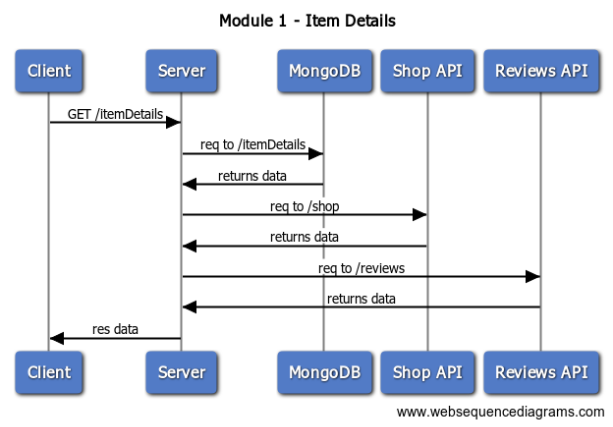 Module 1 - Item Details
Client Server MongoDB Shop API Reviews API
GET /itemDetails
req to /itemDetails
returns data
req to /shop
returns data
req to /reviews
returns data
res data
Client Server MongoDB Shop API Reviews API
www.websequencediagrams.com